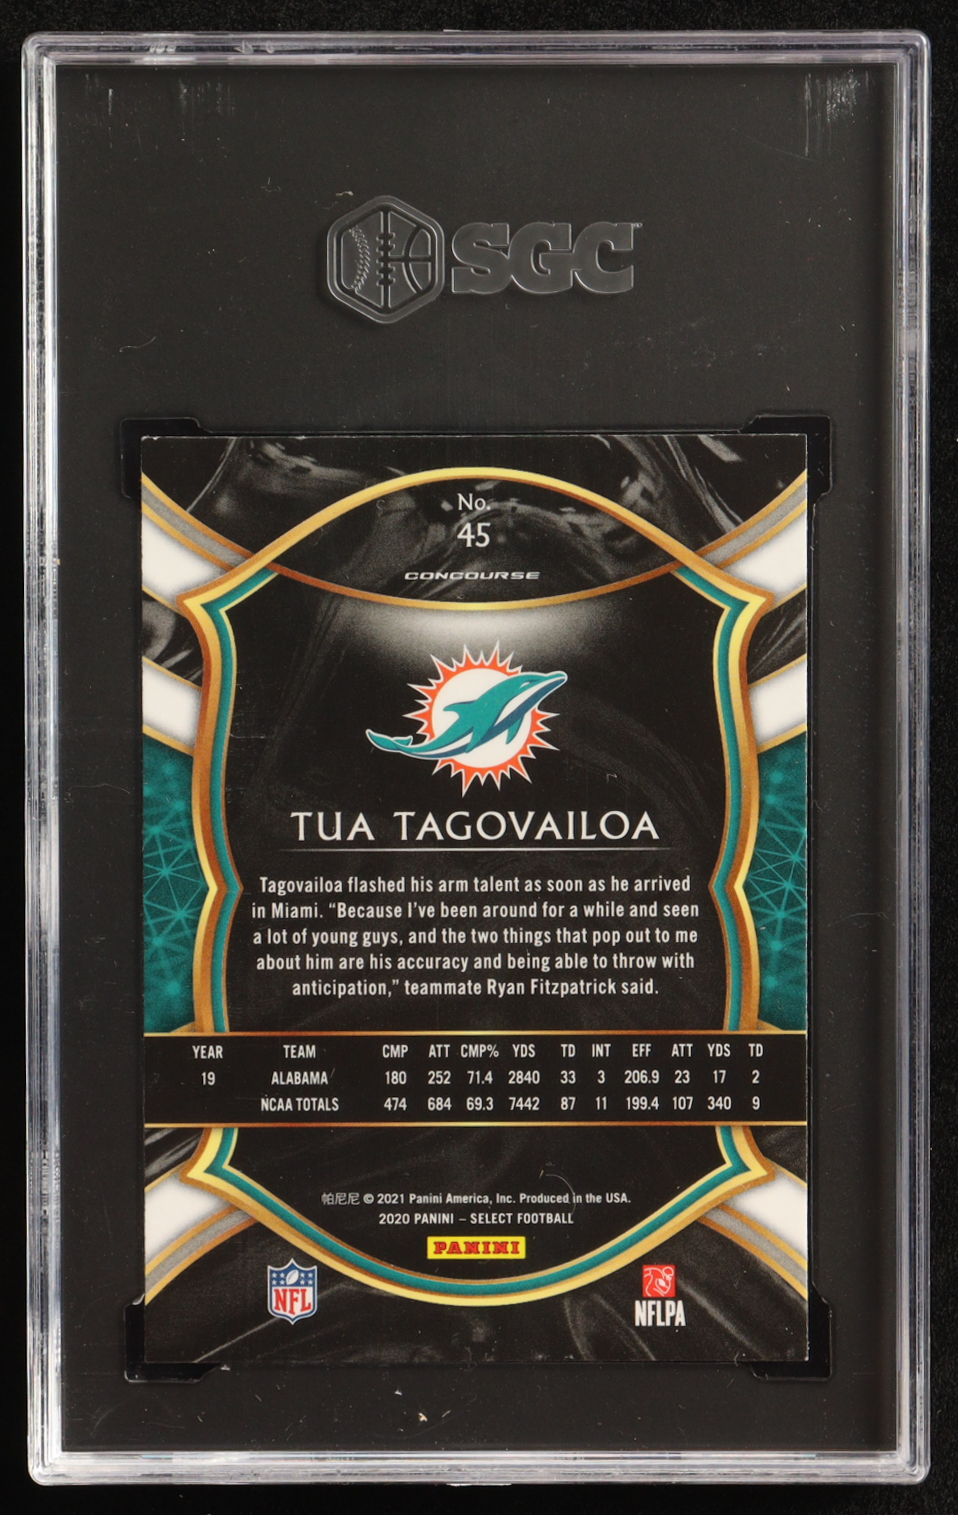 SGC
No.
45
CONCOURSE
TUA TAGOVAILOA
Tagovailoa flashed his arm talent as soon as he arrived
in Miami. “Because I’ve been around for a while and seen
a lot of young guys, and the two things that pop out to me
about him are his accuracy and being able to throw with
anticipation,” teammate Ryan Fitzpatrick said.
YEAR TEAM CMP ATT CMP% YDS TD INT EFF ATT YDS TD
19 ALABAMA 180 252 71.4 2840 33 3 206.9 23 17 2
NCAA TOTALS 474 684 69.3 7442 87 11 199.4 107 340 9
帕尼尼 © 2021 Panini America, Inc. Produced in the USA.
2020 PANINI – SELECT FOOTBALL
PANINI
NFL
NFLPA